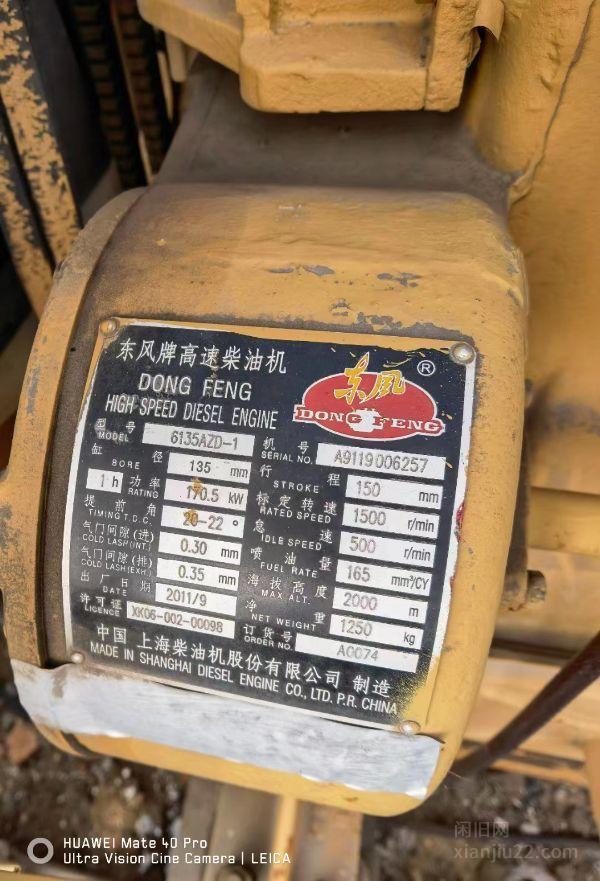 东风牌高速柴油机
DONG FENG
HIGH SPEED DIESEL ENGINE
东風 ®
DONG FENG
型号 MODEL 6135AZD-1 机号 SERIAL NO. A9119006257
缸径 BORE 135 mm 行程 STROKE 150 mm
1h 功率 RATING 170.5 kW 标定转速 RATED SPEED 1500 r/min
提前角 TIMING T.D.C. 20-22 ° 怠速 IDLE SPEED 500 r/min
气门间隙(进) COLD LASH(INT.) 0.30 mm 喷油量 FUEL RATE 165 mm³/CY
气门间隙(排) COLD LASH(EXH.) 0.35 mm 海拔高度 MAX.ALT. 2000 m
出厂日期 DATE 2011/9 净重 NET WEIGHT 1250 kg
许可证 LICENCE XK06-002-00098 订货号 ORDER NO. A0074
中国 上海柴油机股份有限公司 制造
MADE IN SHANGHAI DIESEL ENGINE CO., LTD. P.R. CHINA
HUAWEI Mate 40 Pro
Ultra Vision Cine Camera | LEICA
闲旧网
xianjiu22.com